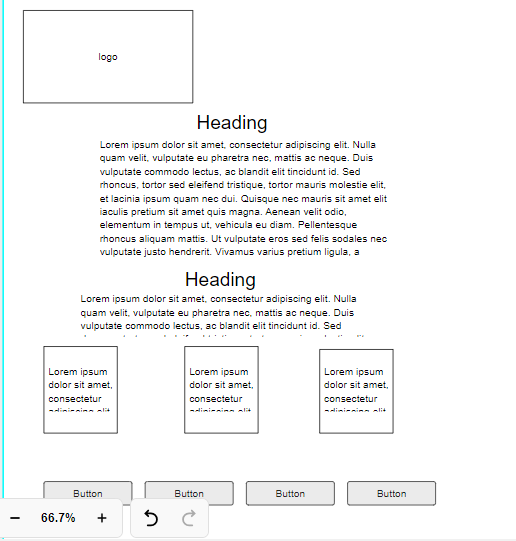 logo
Heading
Lorem ipsum dolor sit amet, consectetur adipiscing elit. Nulla
quam velit, vulputate eu pharetra nec, mattis ac neque. Duis
vulputate commodo lectus, ac blandit elit tincidunt id. Sed
rhoncus, tortor sed eleifend tristique, tortor mauris molestie elit,
et lacinia ipsum quam nec dui. Quisque nec mauris sit amet elit
iaculis pretium sit amet quis magna. Aenean velit odio,
elementum in tempus ut, vehicula eu diam. Pellentesque
rhoncus aliquam mattis. Ut vulputate eros sed felis sodales nec
vulputate justo hendrerit. Vivamus varius pretium ligula, a
Heading
Lorem ipsum dolor sit amet, consectetur adipiscing elit. Nulla
quam velit, vulputate eu pharetra nec, mattis ac neque. Duis
vulputate commodo lectus, ac blandit elit tincidunt id. Sed
Lorem ipsum
dolor sit amet,
consectetur
adipiscing elit
Lorem ipsum
dolor sit amet,
consectetur
adipiscing elit
Lorem ipsum
dolor sit amet,
consectetur
adipiscing elit
Button
Button
Button
Button
66.7%